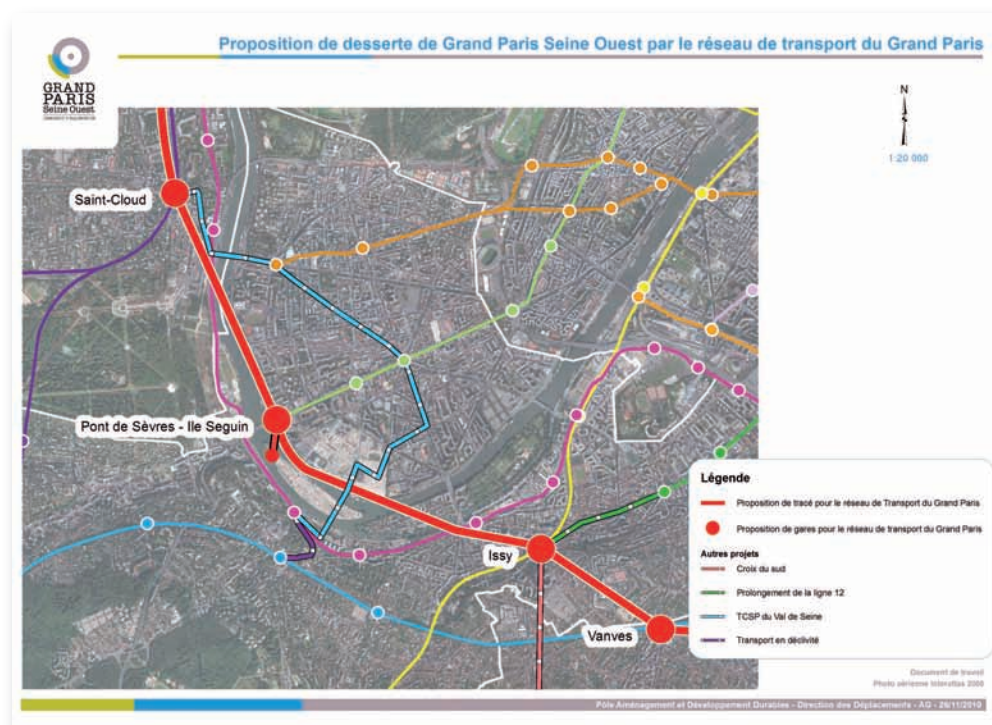 Proposition de desserte de Grand Paris Seine Ouest par le réseau de transport du Grand Paris
GRAND
PARIS
Seine Ouest
N
1:20 000
Saint-Cloud
Pont de Sèvres - Ile Seguin
Issy
Vanves
Légende
Proposition de tracé pour le réseau de Transport du Grand Paris
Proposition de gares pour le réseau de transport du Grand Paris
Autres projets
Croix du sud
Prolongement de la ligne 12
TCSP du Val de Seine
Transport en déclivité
Document de travail
Photo aérienne Interatlas 2008
Pôle Aménagement et Développement Durables - Direction des Déplacements - AG - 26/11/2010